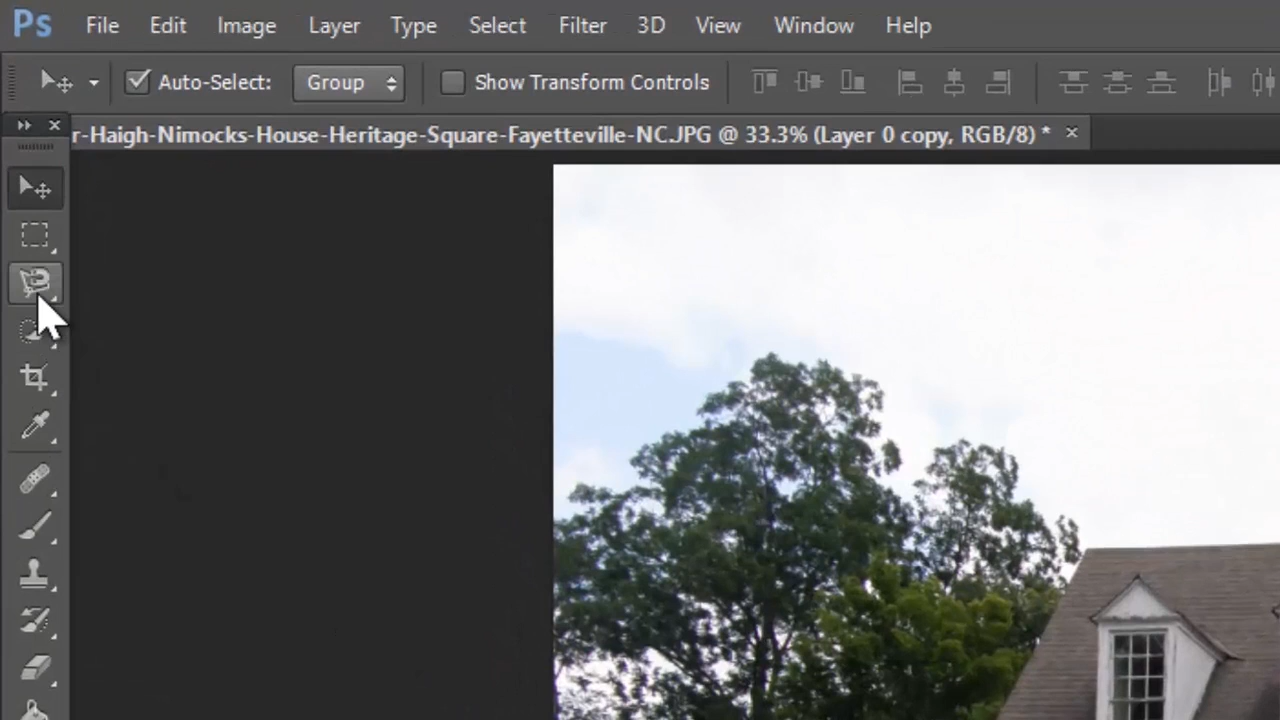 Ps File Edit Image Layer Type Select Filter 3D View Window Help
Auto-Select: Group Show Transform Controls
r-Haigh-Nimocks-House-Heritage-Square-Fayetteville-NC.JPG @ 33.3% (Layer 0 copy, RGB/8) * ×